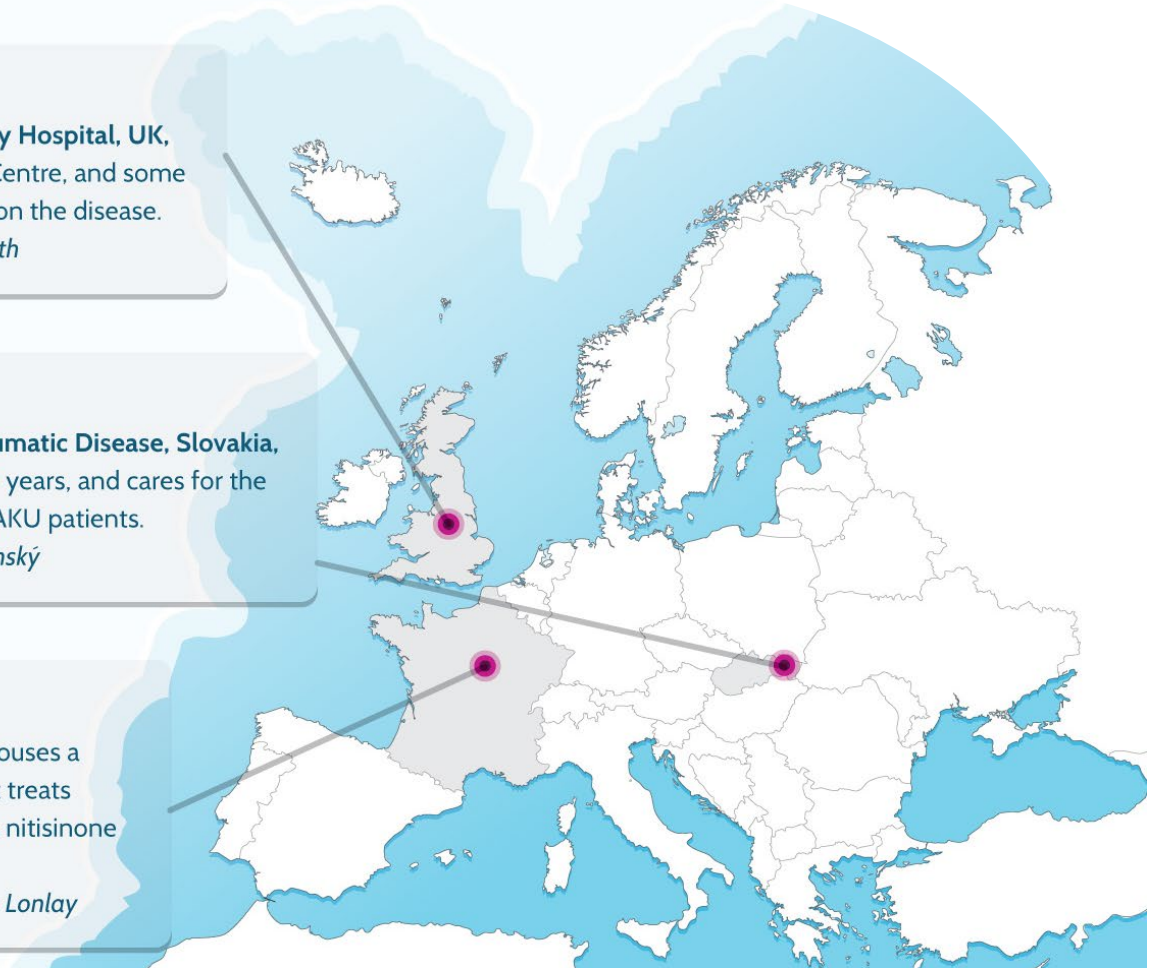 y Hospital, UK,
Centre, and some
on the disease.
th
umatic Disease, Slovakia,
years, and cares for the
AKU patients.
nský
ouses a
treats
nitisinone
Lonlay